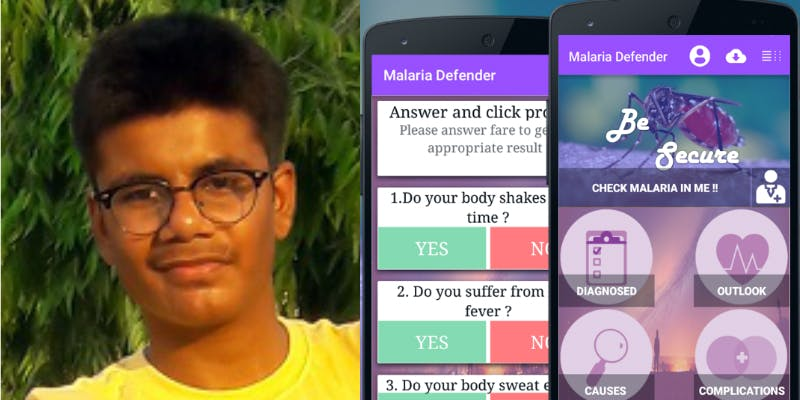 Malaria Defender
Answer and click pro
Please answer fare to ge
appropriate result
1.Do your body shakes
time ?
YES
NO
2. Do you suffer from
fever ?
YES
NO
3. Do your body sweat e
Malaria Defender
Be
Secure
CHECK MALARIA IN ME !!
DIAGNOSED
OUTLOOK
CAUSES
COMPLICATIONS